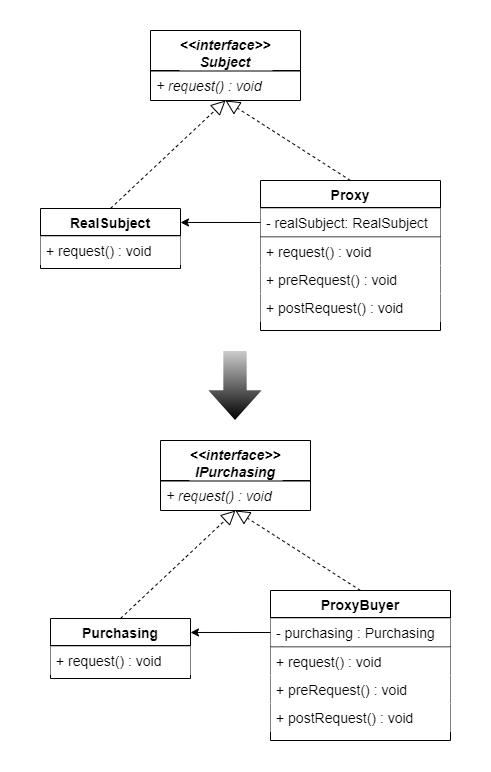 <<interface>>
Subject
+ request() : void
RealSubject
+ request() : void
Proxy
- realSubject: RealSubject
+ request() : void
+ preRequest() : void
+ postRequest() : void
<<interface>>
IPurchasing
+ request() : void
Purchasing
+ request() : void
ProxyBuyer
- purchasing : Purchasing
+ request() : void
+ preRequest() : void
+ postRequest() : void